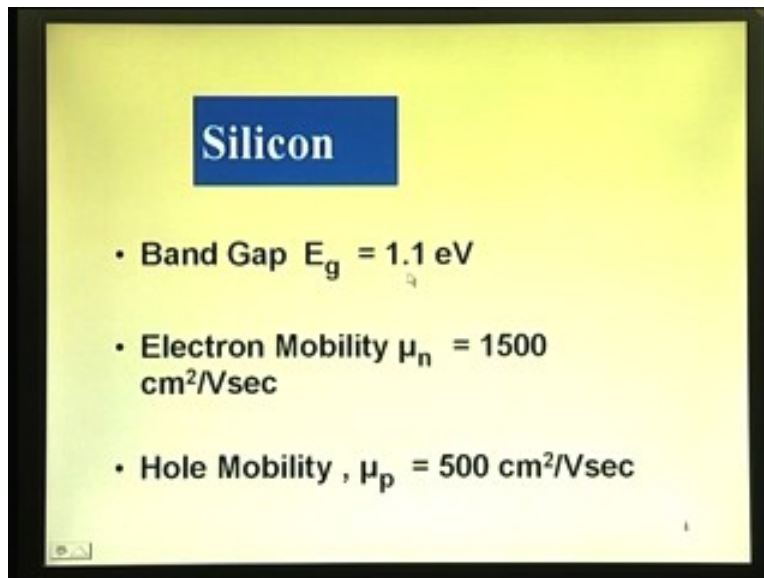 Silicon
• Band Gap E_g = 1.1 eV
• Electron Mobility μ_n = 1500
cm²/Vsec
• Hole Mobility , μ_p = 500 cm²/Vsec